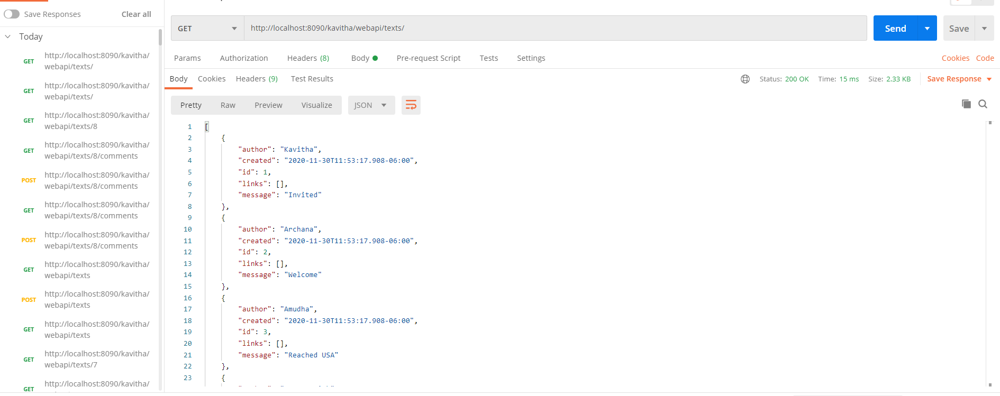 Save Responses Clear all
Today
GET http://localhost:8090/kavitha/
webapi/texts/
GET http://localhost:8090/kavitha/
webapi/texts/
GET http://localhost:8090/kavitha/
webapi/texts/8
GET http://localhost:8090/kavitha/
webapi/texts/8/comments
POST http://localhost:8090/kavitha/
webapi/texts/8/comments
GET http://localhost:8090/kavitha/
webapi/texts/8/comments
POST http://localhost:8090/kavitha/
webapi/texts/8/comments
GET http://localhost:8090/kavitha/
webapi/texts
POST http://localhost:8090/kavitha/
webapi/texts
GET http://localhost:8090/kavitha/
webapi/texts
GET http://localhost:8090/kavitha/
webapi/texts/7
GET http://localhost:8090/kavitha/
GET http://localhost:8090/kavitha/webapi/texts/ Send Save
Params Authorization Headers (8) Body Pre-request Script Tests Settings Cookies Code
Body Cookies Headers (9) Test Results Status: 200 OK Time: 15 ms Size: 2.33 KB Save Response
Pretty Raw Preview Visualize JSON
1 [
2 {
3 "author": "Kavitha",
4 "created": "2020-11-30T11:53:17.908-06:00",
5 "id": 1,
6 "links": [],
7 "message": "Invited"
8 },
9 {
10 "author": "Archana",
11 "created": "2020-11-30T11:53:17.908-06:00",
12 "id": 2,
13 "links": [],
14 "message": "Welcome"
15 },
16 {
17 "author": "Amudha",
18 "created": "2020-11-30T11:53:17.908-06:00",
19 "id": 3,
20 "links": [],
21 "message": "Reached USA"
22 },
23 {